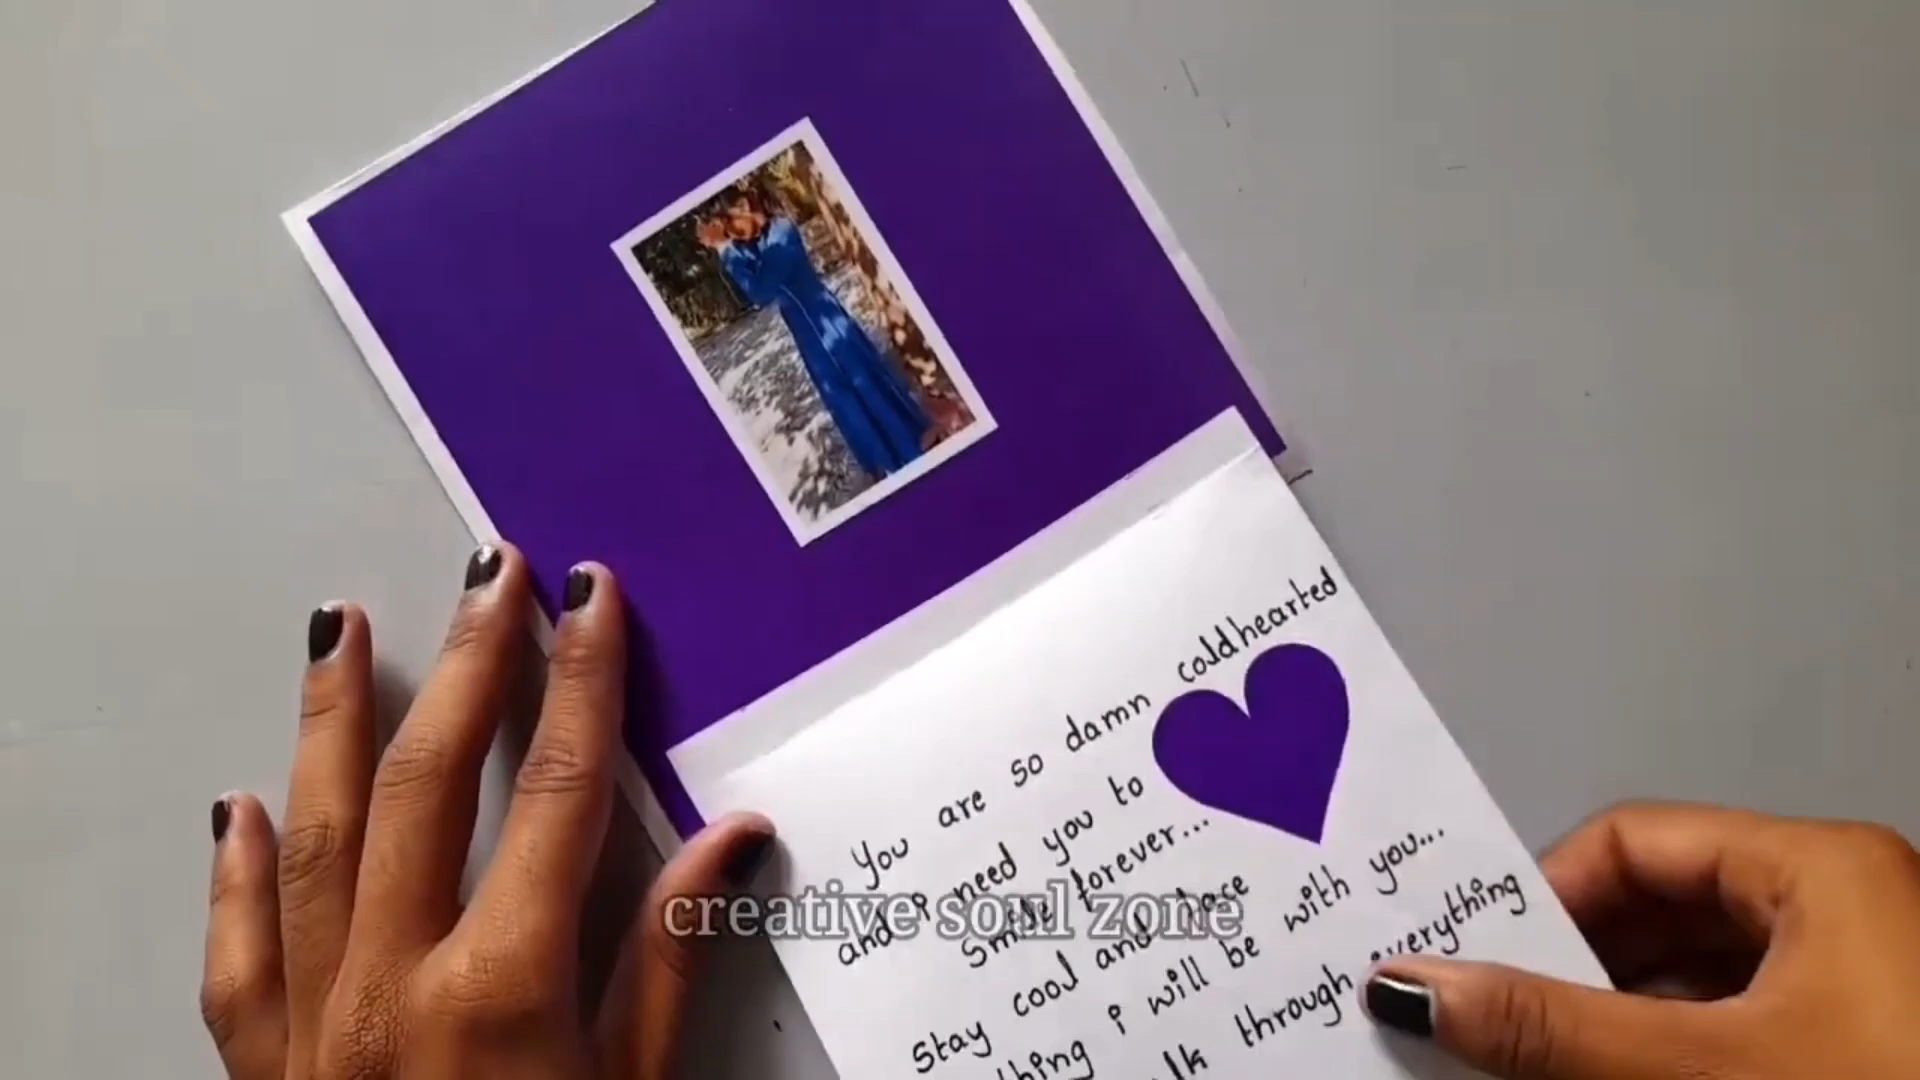 You are so damn coldhearted
and i need you to
smile forever...
Stay cool and face
thing i will be with you...
through everything
creative soul zone